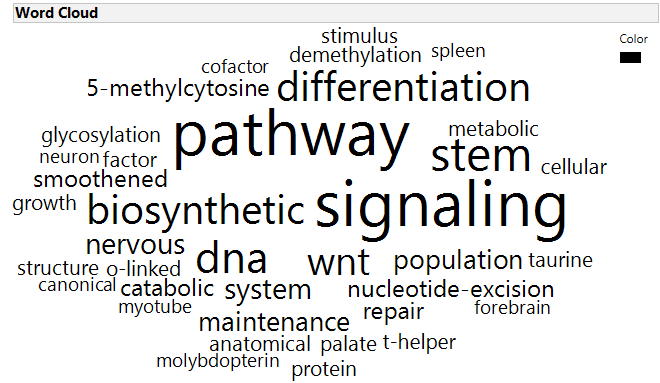 Word Cloud
stimulus
Color
demethylation spleen
cofactor
5-methylcytosine differentiation
glycosylation pathway metabolic
neuron factor stem cellular
smoothened
growth biosynthetic signaling
nervous dna wnt population taurine
structure o-linked
canonical catabolic system nucleotide-excision
myotube maintenance repair forebrain
anatomical palate t-helper
molybdopterin protein